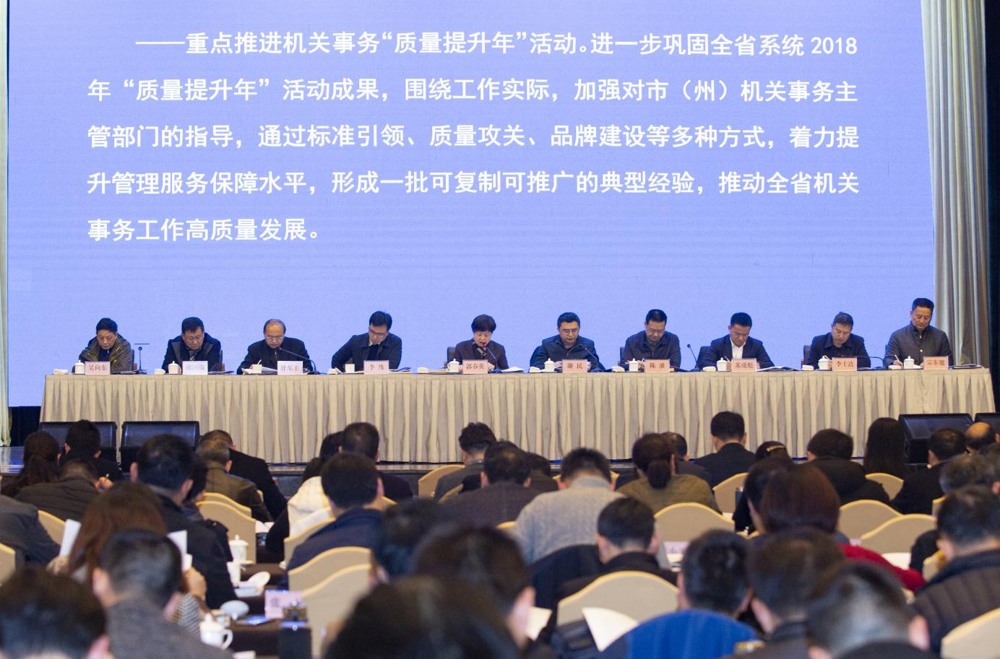 ——重点推进机关事务“质量提升年”活动。进一步巩固全省系统 2018
年“质量提升年”活动成果，围绕工作实际，加强对市（州）机关事务主
管部门的指导，通过标准引领、质量攻关、品牌建设等多种方式，着力提
升管理服务保障水平，形成一批可复制可推广的典型经验，推动全省机关
事务工作高质量发展。
吴向东
李 练
郭春英
谢 民
陈 淮
苏虎彪
李士达
宗东旭
张